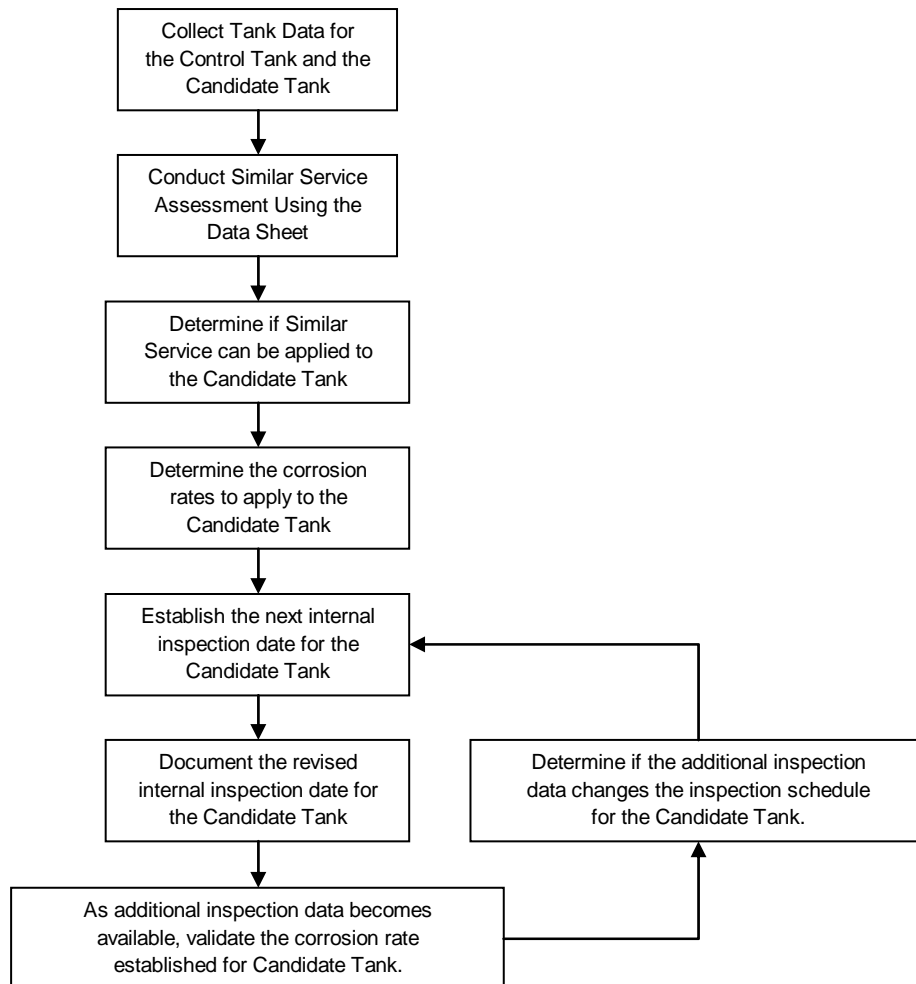 Collect Tank Data for
the Control Tank and the
Candidate Tank
Conduct Similar Service
Assessment Using the
Data Sheet
Determine if Similar
Service can be applied to
the Candidate Tank
Determine the corrosion
rates to apply to the
Candidate Tank
Establish the next internal
inspection date for the
Candidate Tank
Document the revised
internal inspection date for
the Candidate Tank
Determine if the additional inspection
data changes the inspection schedule
for the Candidate Tank.
As additional inspection data becomes
available, validate the corrosion rate
established for Candidate Tank.